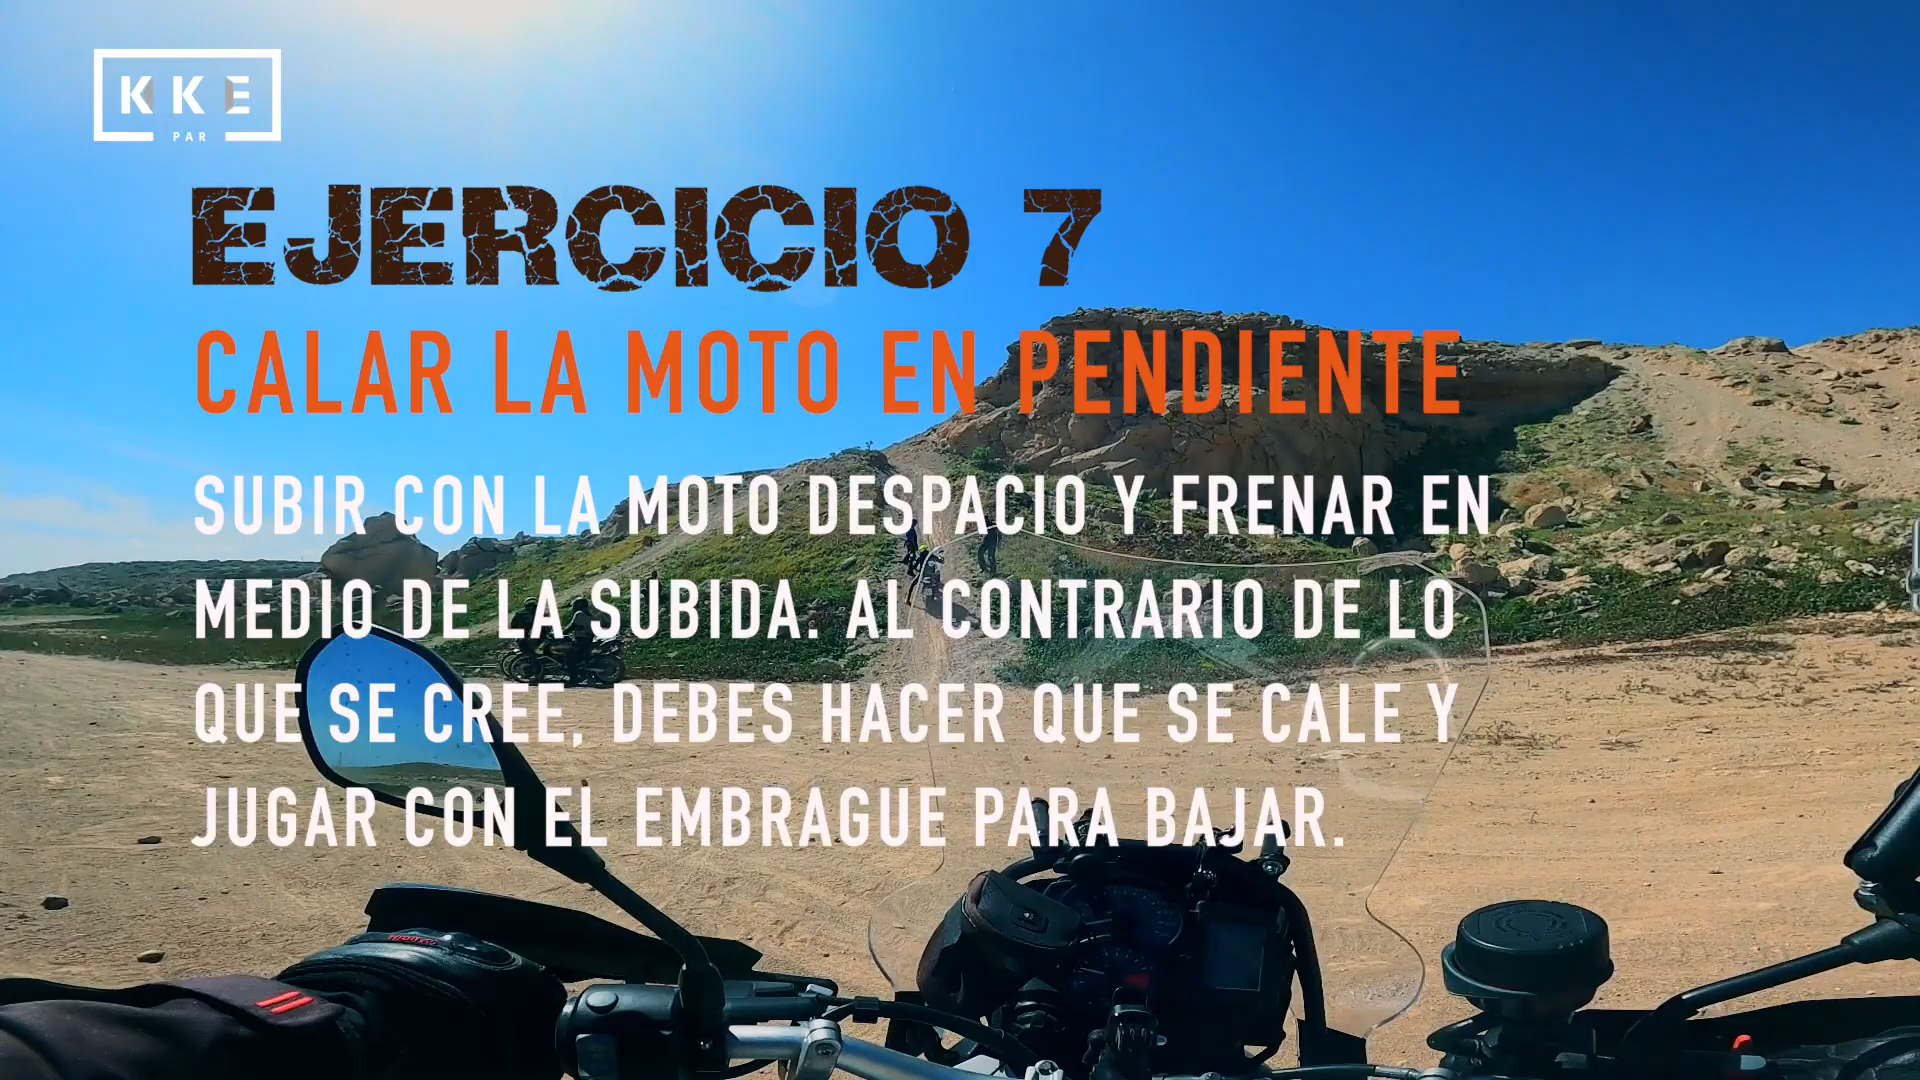 KKE
PAR
EJERCICIO 7
CALAR LA MOTO EN PENDIENTE
SUBIR CON LA MOTO DESPACIO Y FRENAR EN
MEDIO DE LA SUBIDA. AL CONTRARIO DE LO
QUE SE CREE, DEBES HACER QUE SE CALE Y
JUGAR CON EL EMBRAGUE PARA BAJAR.